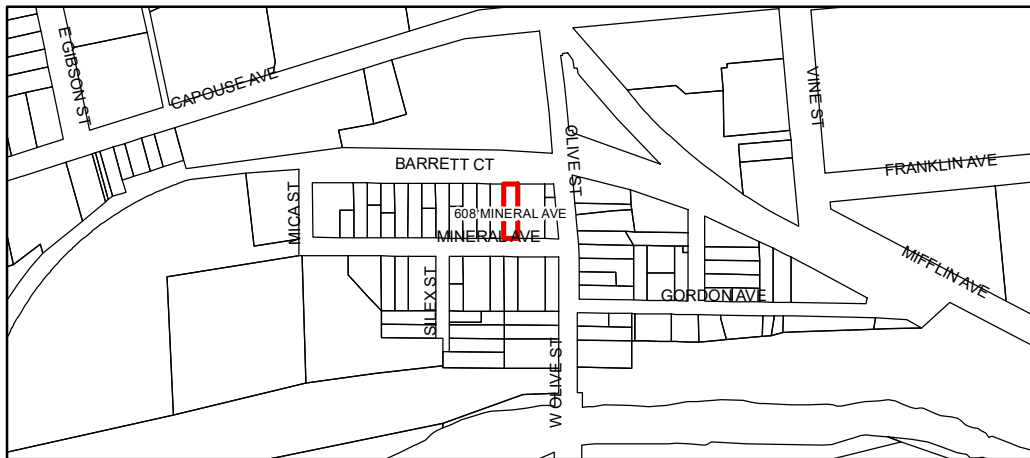 E GIBSON ST
CAPOUSE AVE
VINE ST
OLIVE ST
BARRETT CT
FRANKLIN AVE
MICA ST
608 MINERAL AVE
MINERAL AVE
MIFFLIN AVE
SILEX ST
GORDON AVE
W OLIVE ST